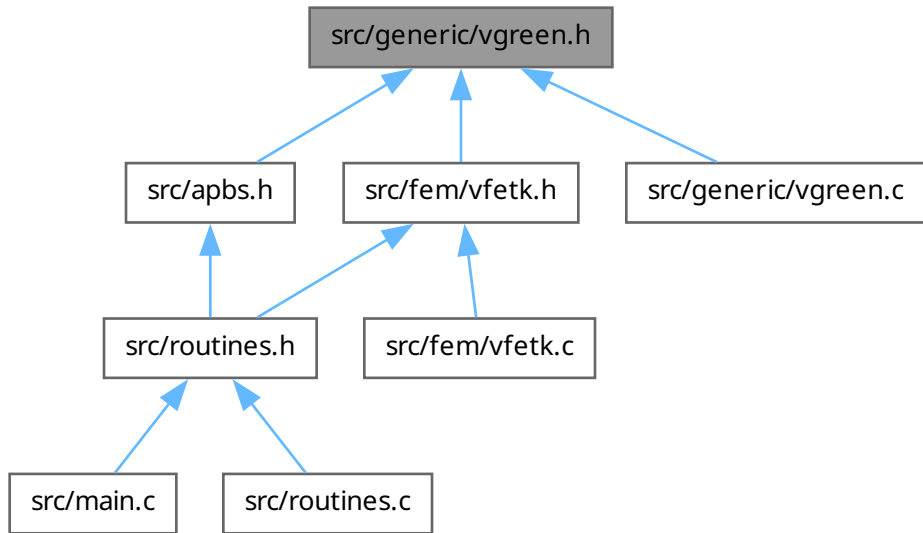 src/generic/vgreen.h
src/apbs.h
src/fem/vfetk.h
src/generic/vgreen.c
src/routines.h
src/fem/vfetk.c
src/main.c
src/routines.c